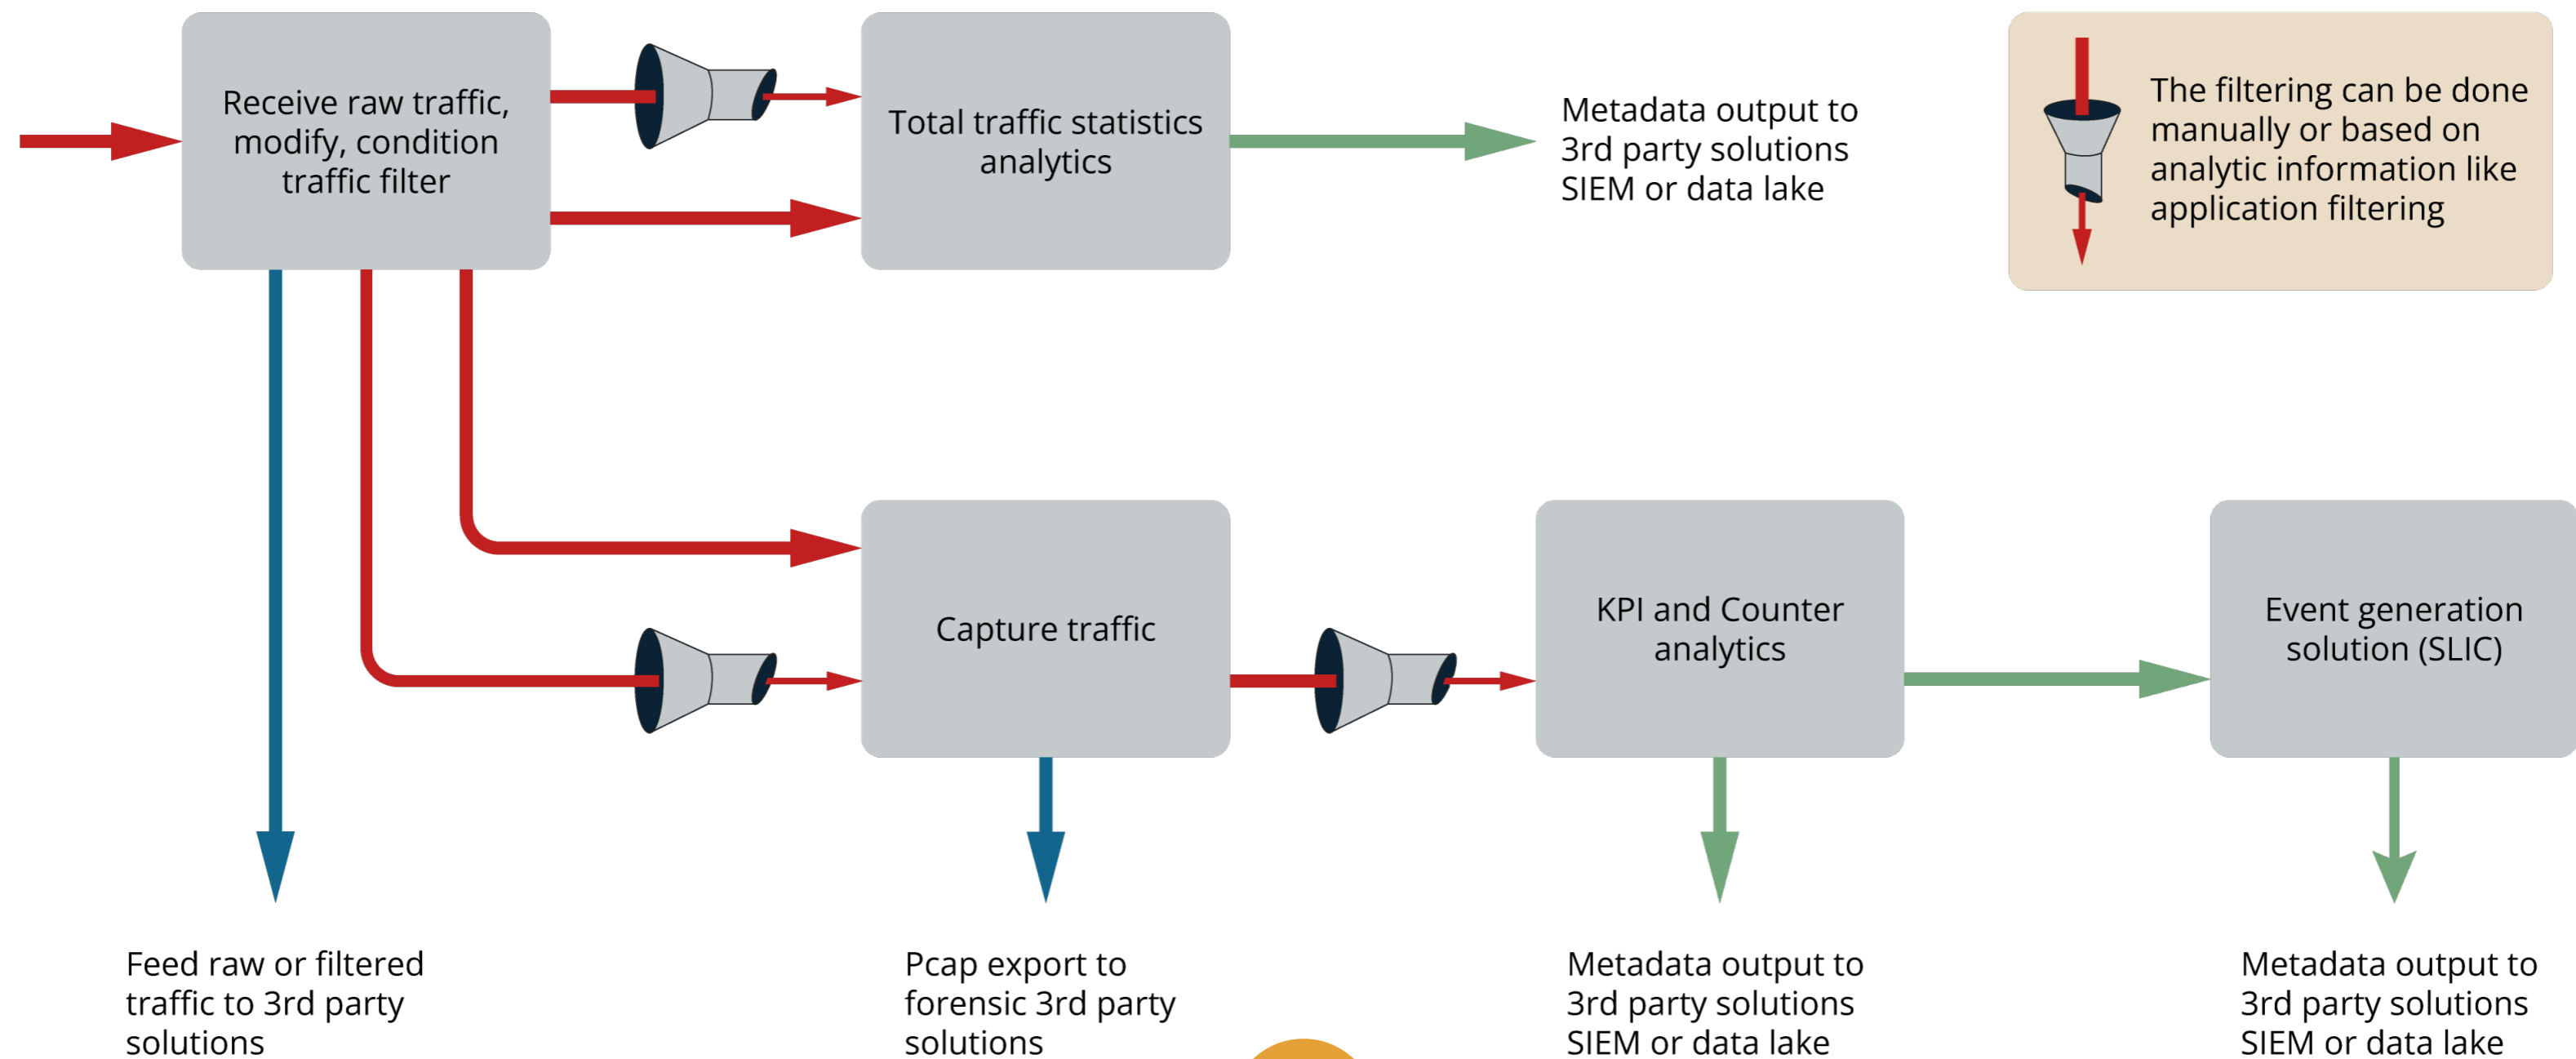 Receive raw traffic,
modify, condition
traffic filter
Total traffic statistics
analytics
Metadata output to
3rd party solutions
SIEM or data lake
The filtering can be done
manually or based on
analytic information like
application filtering
Capture traffic
KPI and Counter
analytics
Event generation
solution (SLIC)
Feed raw or filtered
traffic to 3rd party
solutions
Pcap export to
forensic 3rd party
solutions
Metadata output to
3rd party solutions
SIEM or data lake
Metadata output to
3rd party solutions
SIEM or data lake